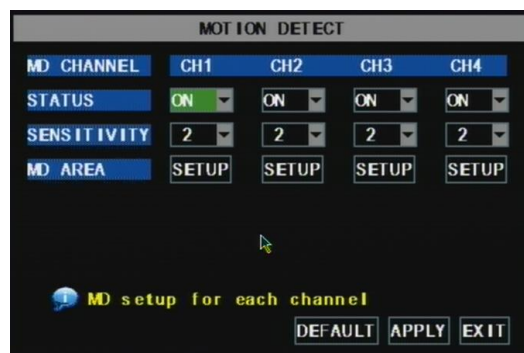 MOTION DETECT
MD CHANNEL CH1 CH2 CH3 CH4
STATUS ON ON ON ON
SENSITIVITY 2 2 2 2
MD AREA SETUP SETUP SETUP SETUP
MD setup for each channel
DEFAULT APPLY EXIT